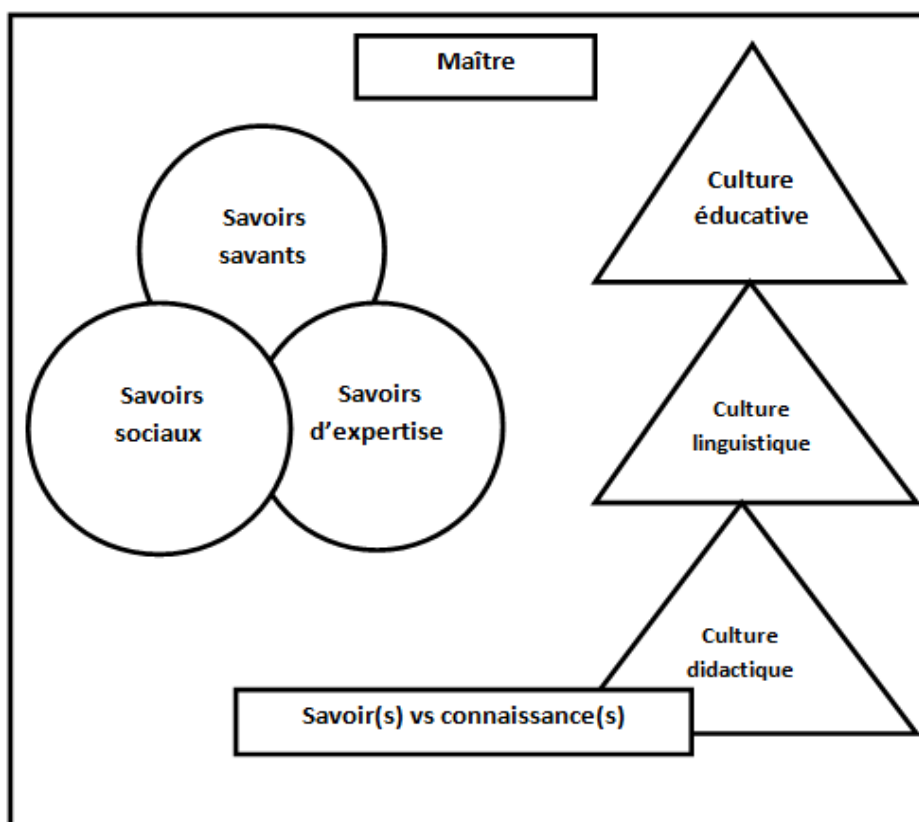 Maître
Savoirs
savants
Savoirs
sociaux
Savoirs
d’expertise
Culture
éducative
Culture
linguistique
Culture
didactique
Savoir(s) vs connaissance(s)